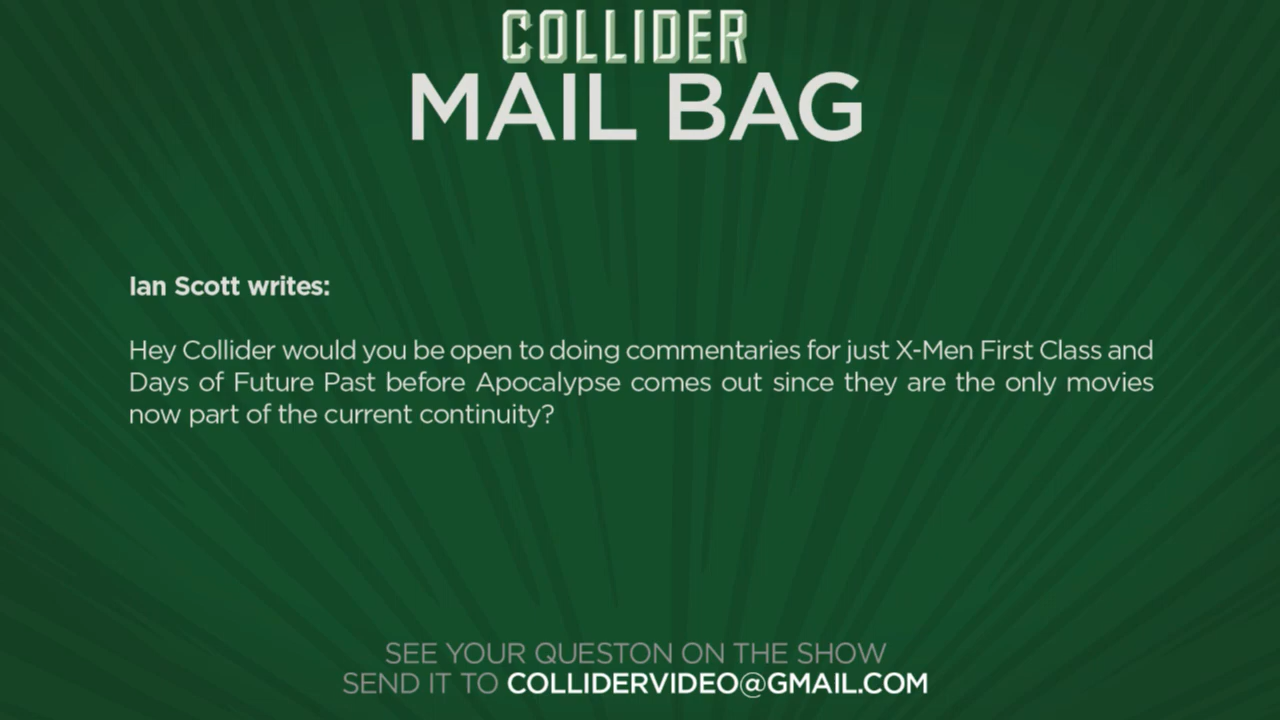 COLLIDER
MAIL BAG
Ian Scott writes:
Hey Collider would you be open to doing commentaries for just X-Men First Class and
Days of Future Past before Apocalypse comes out since they are the only movies
now part of the current continuity?
SEE YOUR QUESTON ON THE SHOW
SEND IT TO COLLIDERVIDEO@GMAIL.COM